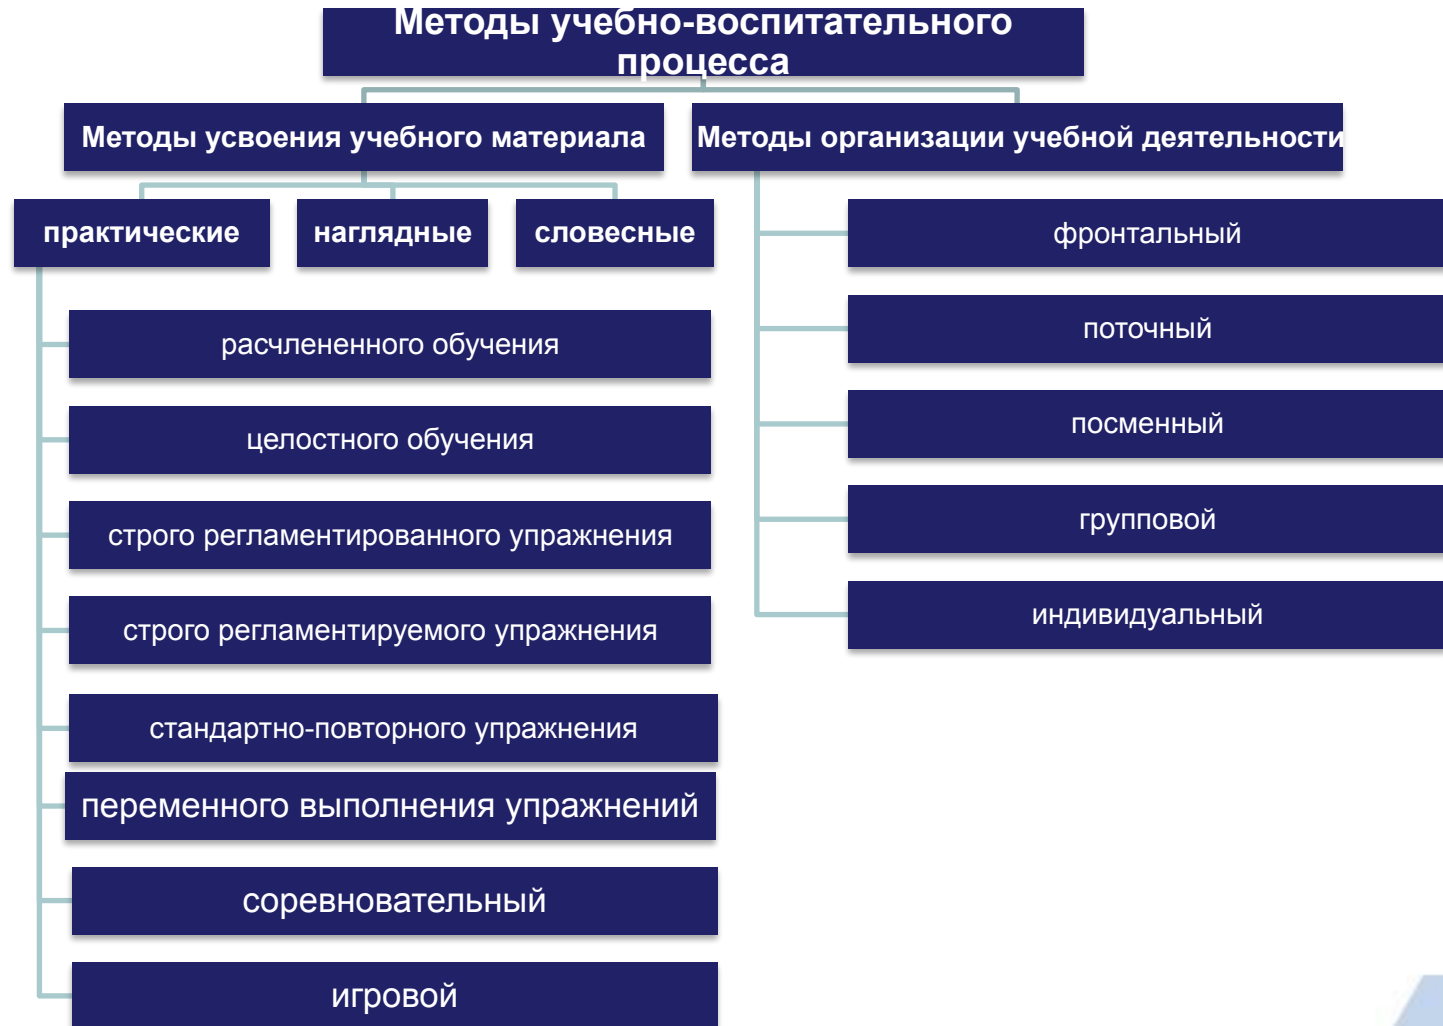 Методы учебно-воспитательного
процесса
Методы усвоения учебного материала
Методы организации учебной деятельности
практические
наглядные
словесные
расчлененного обучения
целостного обучения
строго регламентированного упражнения
строго регламентируемого упражнения
стандартно-повторного упражнения
переменного выполнения упражнений
соревновательный
игровой
фронтальный
поточный
посменный
групповой
индивидуальный